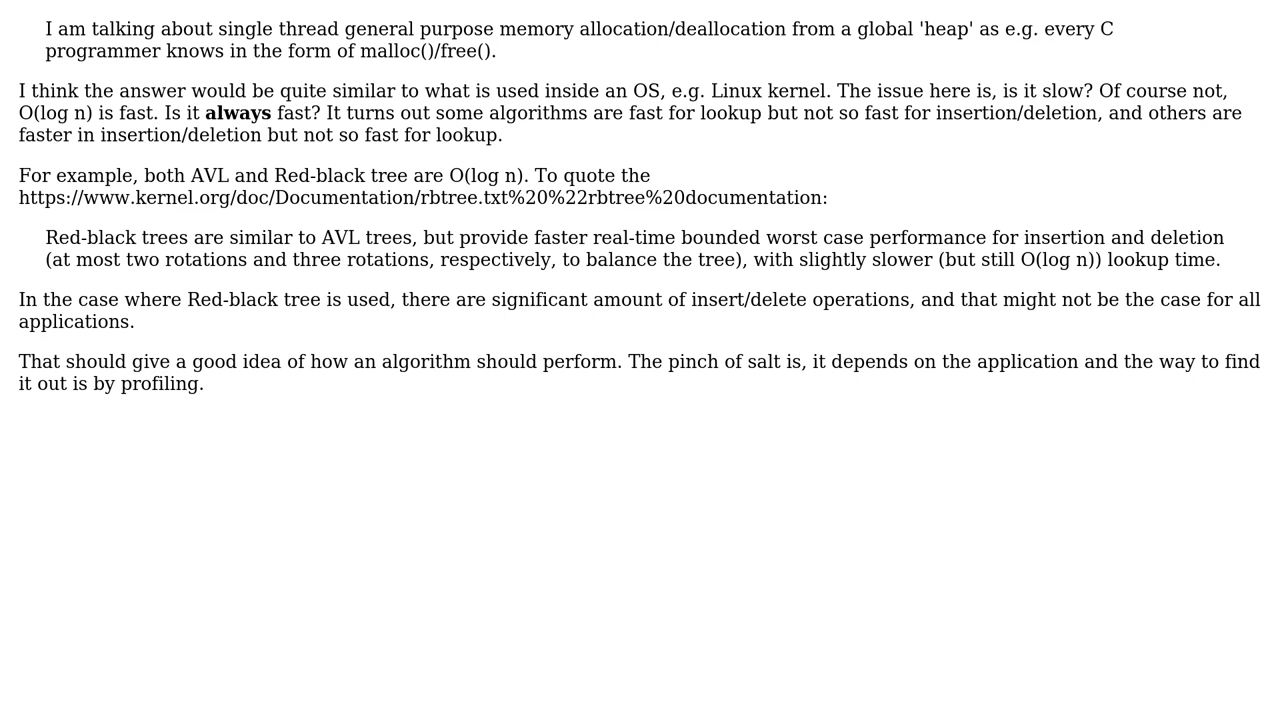 I am talking about single thread general purpose memory allocation/deallocation from a global 'heap' as e.g. every C
programmer knows in the form of malloc()/free().
I think the answer would be quite similar to what is used inside an OS, e.g. Linux kernel. The issue here is, is it slow? Of course not,
O(log n) is fast. Is it always fast? It turns out some algorithms are fast for lookup but not so fast for insertion/deletion, and others are
faster in insertion/deletion but not so fast for lookup.
For example, both AVL and Red-black tree are O(log n). To quote the
https://www.kernel.org/doc/Documentation/rbtree.txt%20%22rbtree%20documentation:
Red-black trees are similar to AVL trees, but provide faster real-time bounded worst case performance for insertion and deletion
(at most two rotations and three rotations, respectively, to balance the tree), with slightly slower (but still O(log n)) lookup time.
In the case where Red-black tree is used, there are significant amount of insert/delete operations, and that might not be the case for all
applications.
That should give a good idea of how an algorithm should perform. The pinch of salt is, it depends on the application and the way to find
it out is by profiling.